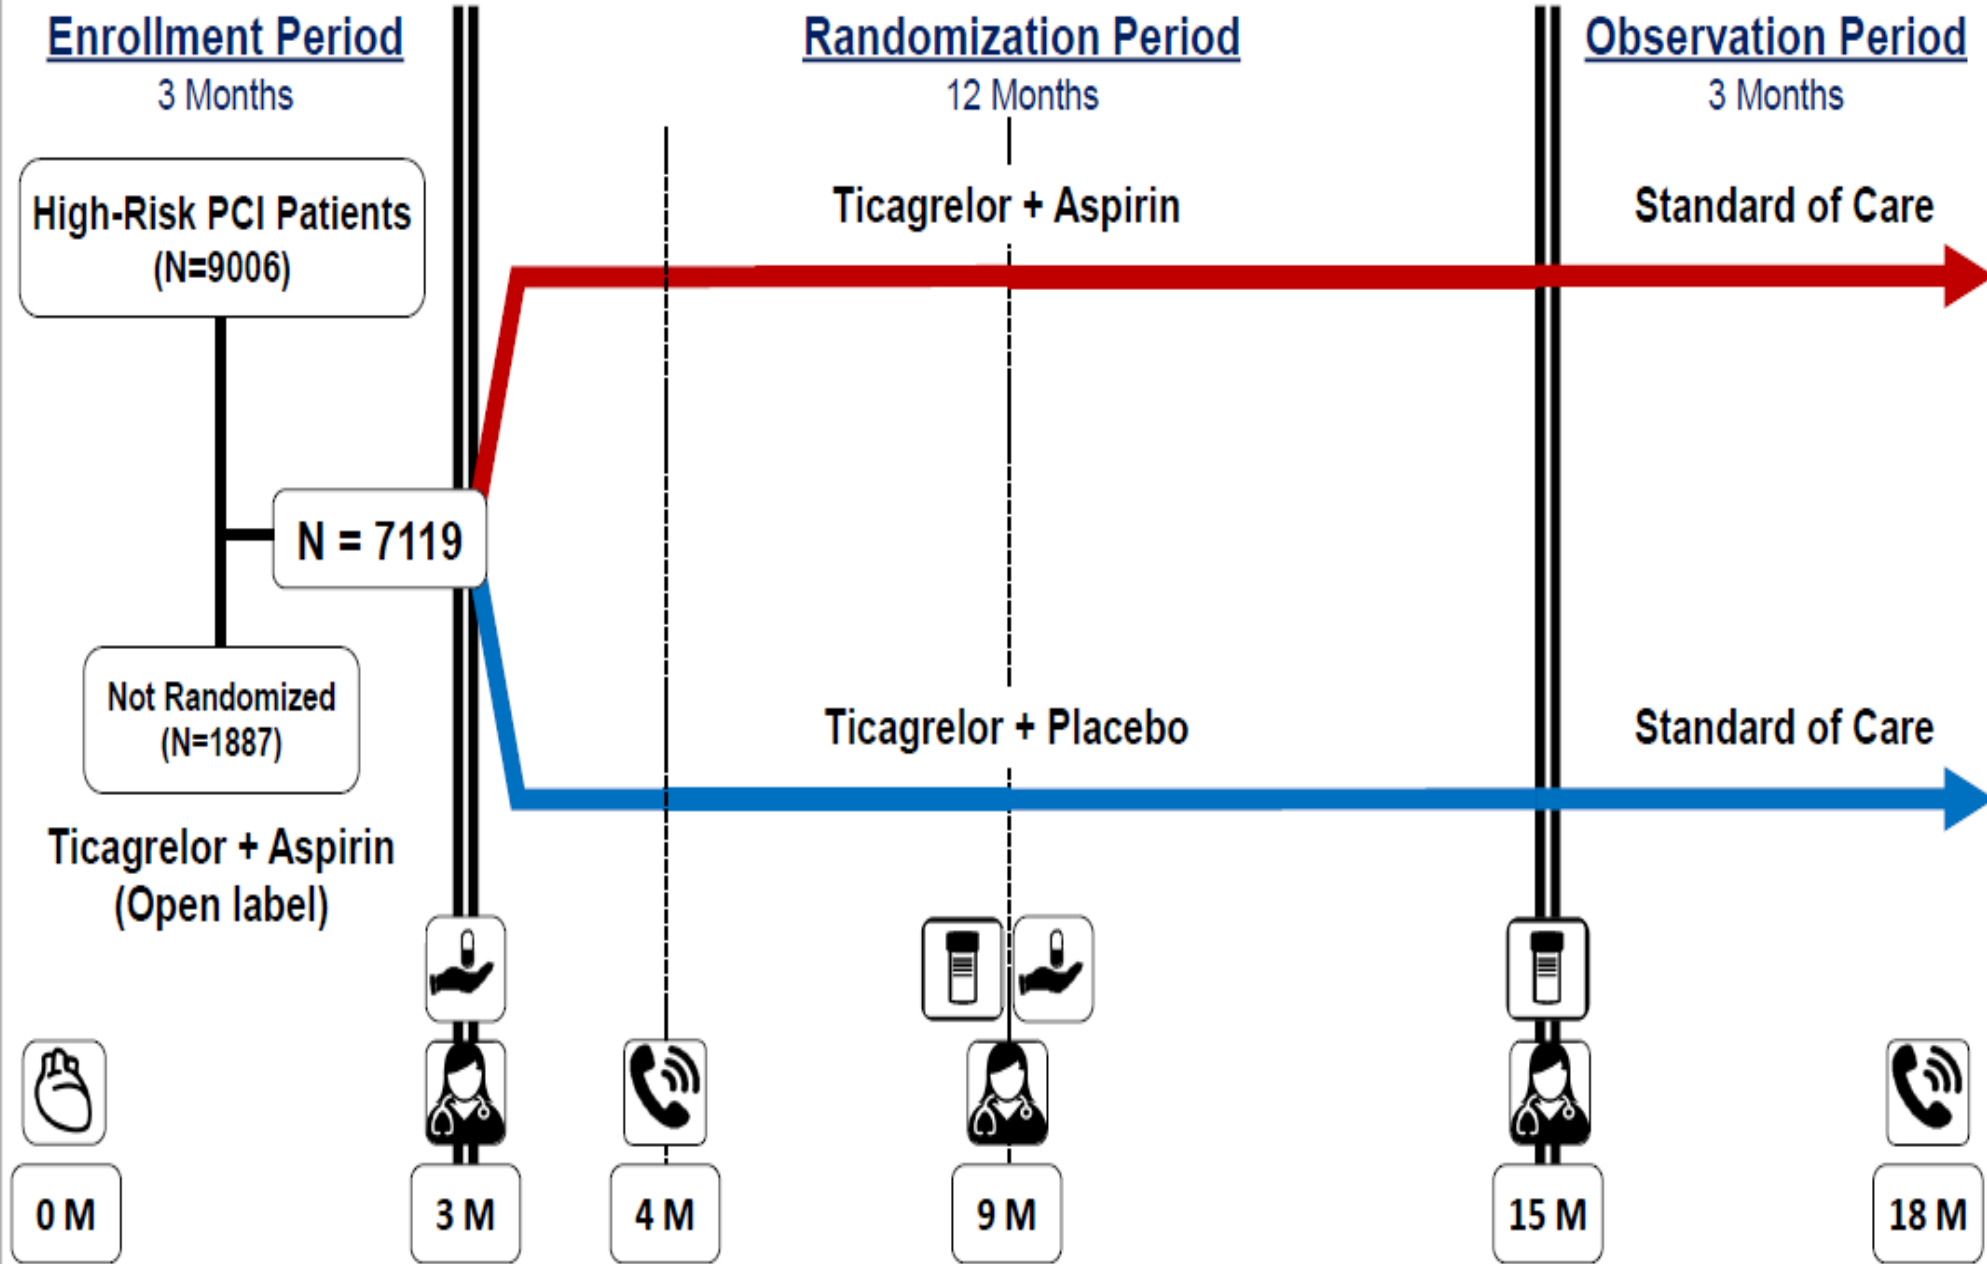 Enrollment Period
3 Months
Randomization Period
12 Months
Observation Period
3 Months
High-Risk PCI Patients
(N=9006)
Ticagrelor + Aspirin
Standard of Care
N = 7119
Not Randomized
(N=1887)
Ticagrelor + Placebo
Standard of Care
Ticagrelor + Aspirin
(Open label)
0 M
3 M
4 M
9 M
15 M
18 M